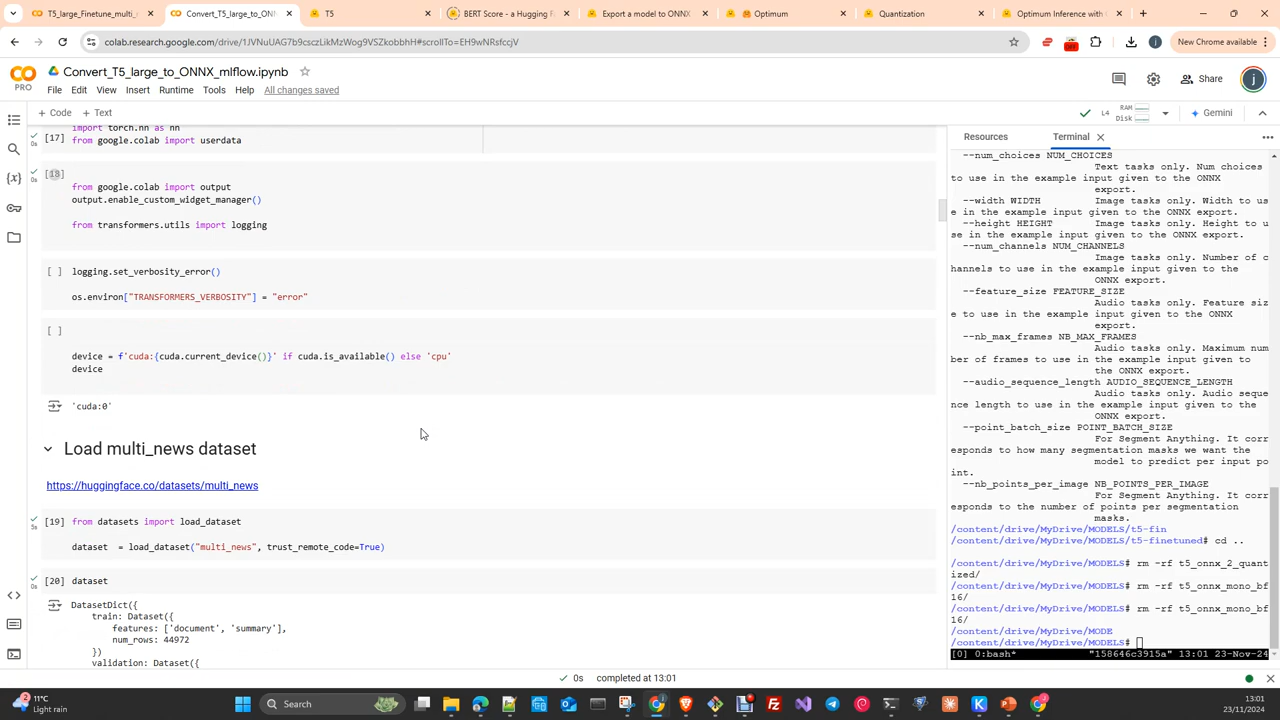 T5_large_Finetune_multi_
Convert_T5_large_to_ONN
T5
BERT Score - a Hugging F
Export a model to ONNX
Optimum
Quantization
Optimum Inference with
colab.research.google.com/drive/1JVNuUAG7b9csczLikMzWog9VSZkobbhH#scrollTo=EH9wNRsfccjV
OFF
j
New Chrome available
CO
PRO
Convert_T5_large_to_ONNX_mlflow.ipynb
File Edit View Insert Runtime Tools Help All changes saved
Share
j
+ Code + Text
L4
RAM
Disk
Gemini
import torch.nn as nn
[17] from google.colab import userdata
0s
[18]
0s
from google.colab import output
output.enable_custom_widget_manager()
from transformers.utils import logging
[ ] logging.set_verbosity_error()
os.environ["TRANSFORMERS_VERBOSITY"] = "error"
[ ]
device = f'cuda:{cuda.current_device()}' if cuda.is_available() else 'cpu'
device
'cuda:0'
Load multi_news dataset
https://huggingface.co/datasets/multi_news
[19] from datasets import load_dataset
5s
dataset  = load_dataset("multi_news", trust_remote_code=True)
[20] dataset
0s
DatasetDict({
train: Dataset({
features: ['document', 'summary'],
num_rows: 44972
})
validation: Dataset({
Resources
Terminal
--num_choices NUM_CHOICES
Text tasks only. Num choices
to use in the example input given to the ONNX
export.
--width WIDTH Image tasks only. Width to us
e in the example input given to the ONNX export.
--height HEIGHT Image tasks only. Height to u
se in the example input given to the ONNX export.
--num_channels NUM_CHANNELS
Image tasks only. Number of c
hannels to use in the example input given to the
ONNX export.
--feature_size FEATURE_SIZE
Audio tasks only. Feature siz
e to use in the example input given to the ONNX
export.
--nb_max_frames NB_MAX_FRAMES
Audio tasks only. Maximum num
ber of frames to use in the example input given to
the ONNX export.
--audio_sequence_length AUDIO_SEQUENCE_LENGTH
Audio tasks only. Audio seque
nce length to use in the example input given to the
ONNX export.
--point_batch_size POINT_BATCH_SIZE
For Segment Anything. It corr
esponds to how many segmentation masks we want the
model to predict per input po
int.
--nb_points_per_image NB_POINTS_PER_IMAGE
For Segment Anything. It corr
esponds to the number of points per segmentation
masks.
/content/drive/MyDrive/MODELS/t5-fin
/content/drive/MyDrive/MODELS/t5-finetuned# cd ..
/content/drive/MyDrive/MODELS# rm -rf t5_onnx_2_quant
ized/
/content/drive/MyDrive/MODELS# rm -rf t5_onnx_mono_bf
16/
/content/drive/MyDrive/MODELS# rm -rf t5_onnx_mono_bf
16/
/content/drive/MyDrive/MODE
/content/drive/MyDrive/MODELS#
[0] 0:bash* "158646c3915a" 13:01 23-Nov-24
0s completed at 13:01
2
11°C
Light rain
Search
13:01
23/11/2024